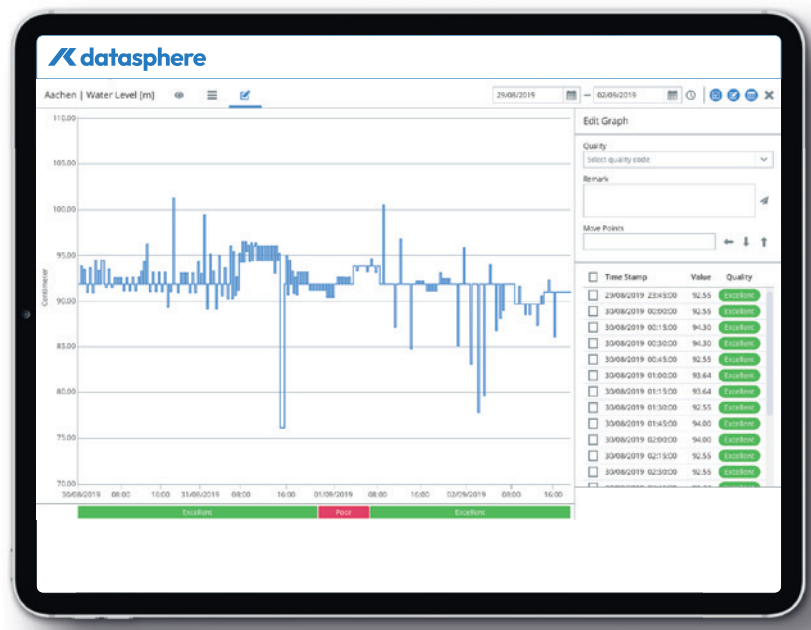 datasphere
Aachen | Water Level [m]
29/08/2019 – 02/09/2019
Edit Graph
Quality
Select quality code
Remark
Move Points
Time Stamp Value Quality
29/08/2019 23:45:00 92.55 Excellent
30/08/2019 00:00:00 92.55 Excellent
30/08/2019 00:15:00 94.30 Excellent
30/08/2019 00:30:00 94.30 Excellent
30/08/2019 00:45:00 92.55 Excellent
30/08/2019 01:00:00 93.64 Excellent
30/08/2019 01:15:00 93.64 Excellent
30/08/2019 01:30:00 92.55 Excellent
30/08/2019 01:45:00 94.00 Excellent
30/08/2019 02:00:00 94.00 Excellent
30/08/2019 02:15:00 92.55 Excellent
30/08/2019 02:30:00 92.55 Excellent
110.00
105.00
100.00
95.00
90.00
85.00
80.00
75.00
70.00
Centimeter
30/08/2019 08:00 16:00 31/08/2019 08:00 16:00 01/09/2019 08:00 16:00 02/09/2019 08:00 16:00
Excellent Poor Excellent